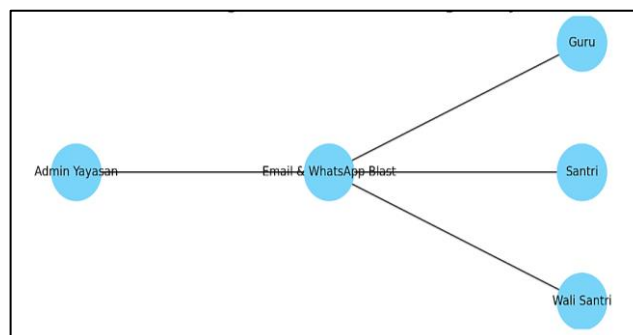 Guru
Admin Yayasan
Email & WhatsApp Blast
Santri
Wali Santri